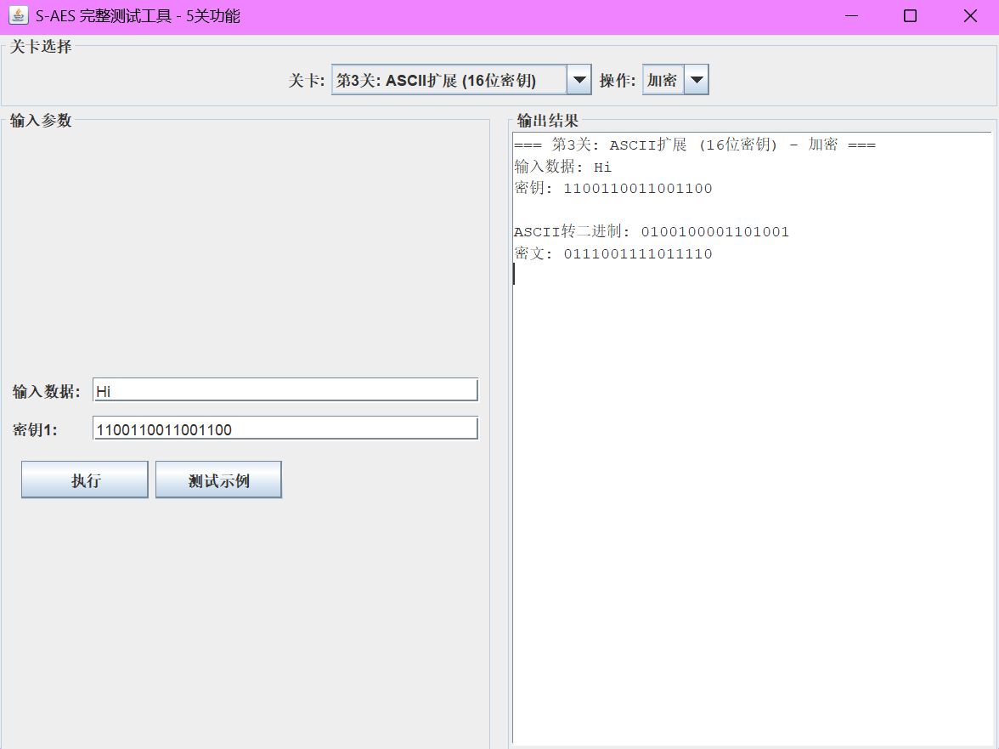 S-AES 完整测试工具 - 5关功能
关卡选择
关卡: 第3关: ASCII扩展 (16位密钥) 操作: 加密
输入参数
输入数据: Hi
密钥1: 1100110011001100
执行 测试示例
输出结果
=== 第3关: ASCII扩展 (16位密钥) - 加密 ===
输入数据: Hi
密钥: 1100110011001100
ASCII转二进制: 0100100001101001
密文: 0111001111011110